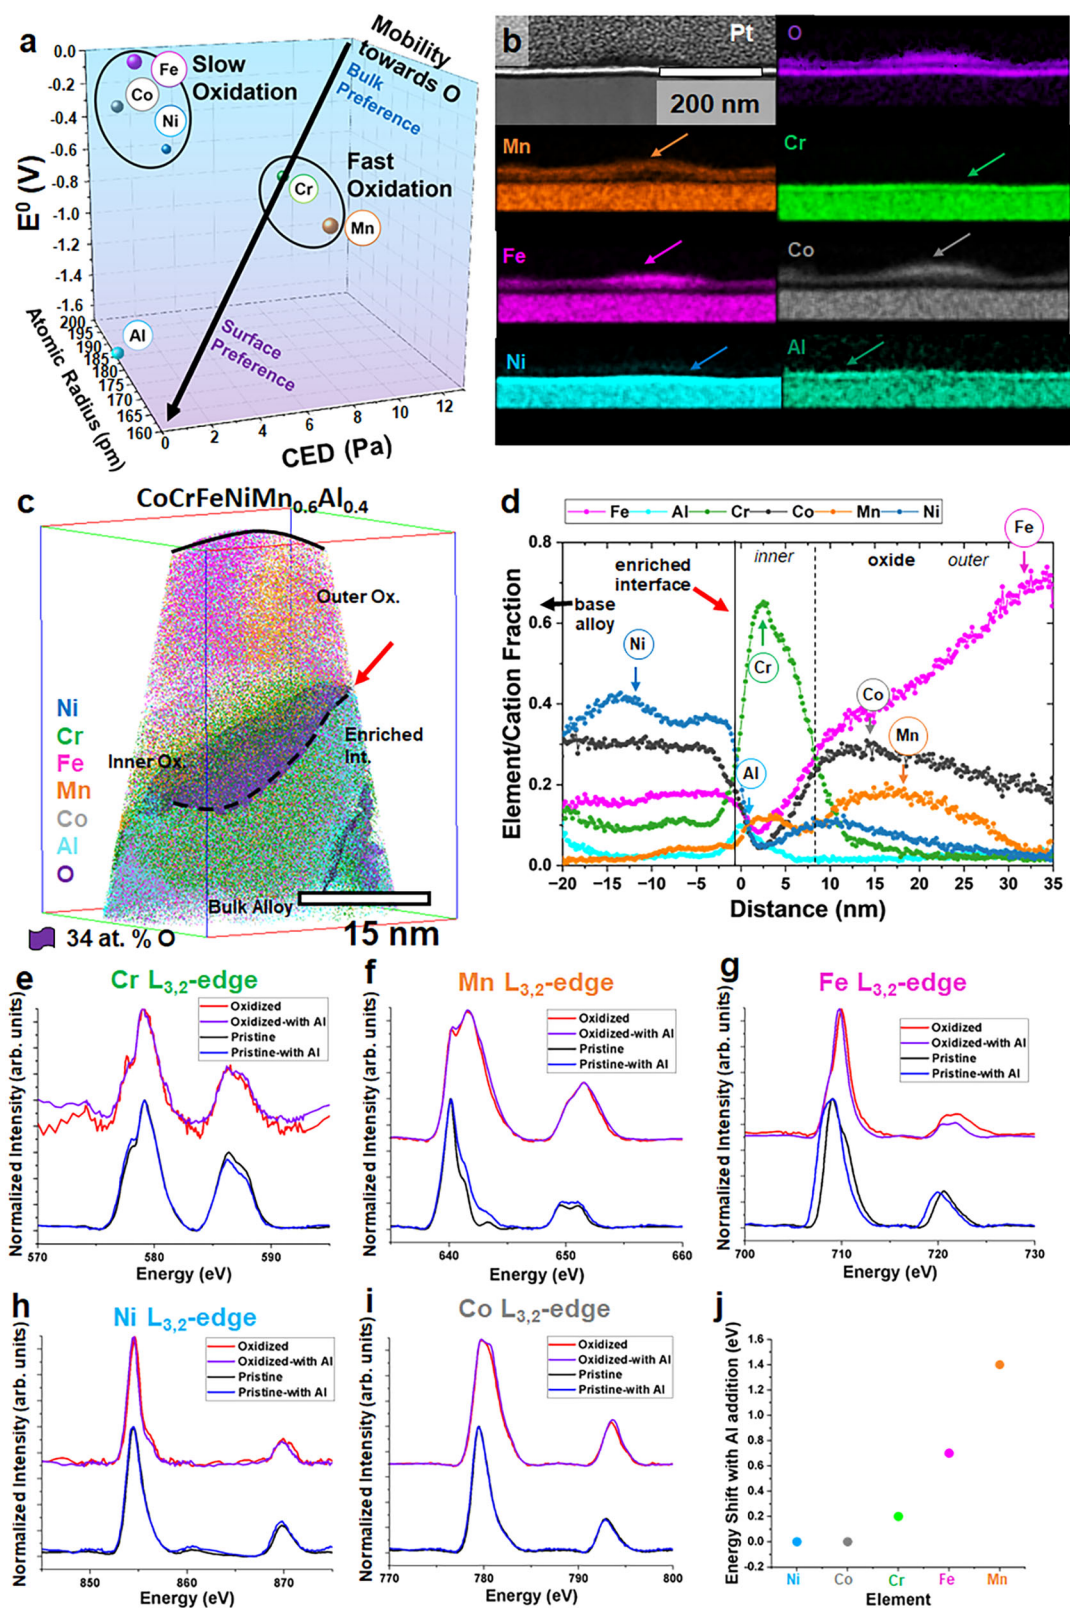 a
Mobility
towards O
Bulk
Preference
Slow
Oxidation
Fe
Co
Ni
Fast
Oxidation
Cr
Mn
Al
Surface
Preference
E⁰ (V)
0.0
-0.2
-0.4
-0.6
-0.8
-1.0
-1.2
-1.4
-1.6
200
195
190
185
180
175
170
165
160
Atomic Radius (pm)
0 2 4 6 8 10 12
CED (Pa)
b
Pt
200 nm
O
Mn
Cr
Fe
Co
Ni
Al
c
CoCrFeNiMn₀.₆Al₀.₄
Outer Ox.
Inner Ox.
Enriched
Int.
Bulk Alloy
Ni
Cr
Fe
Mn
Co
Al
O
34 at. % O
15 nm
d
Fe Al Cr Co Mn Ni
enriched
interface
inner
oxide
outer
base
alloy
Ni
Cr
Al
Co
Mn
Fe
Element/Cation Fraction
0.8
0.6
0.4
0.2
0.0
-20 -15 -10 -5 0 5 10 15 20 25 30 35
Distance (nm)
e
Cr L₃,₂-edge
Oxidized
Oxidized-with Al
Pristine
Pristine-with Al
Normalized Intensity (arb. units)
570 580 590
Energy (eV)
f
Mn L₃,₂-edge
Oxidized
Oxidized-with Al
Pristine
Pristine-with Al
Normalized Intensity (arb. units)
640 650 660
Energy (eV)
g
Fe L₃,₂-edge
Oxidized
Oxidized-with Al
Pristine
Pristine-with Al
Normalized Intensity (arb. units)
700 710 720 730
Energy (eV)
h
Ni L₃,₂-edge
Oxidized
Oxidized-with Al
Pristine
Pristine-with Al
Normalized Intensity (arb. units)
850 860 870
Energy (eV)
i
Co L₃,₂-edge
Oxidized
Oxidized-with Al
Pristine
Pristine-with Al
Normalized Intensity (arb. units)
770 780 790 800
Energy (eV)
j
Energy Shift with Al addition (eV)
1.6
1.4
1.2
1.0
0.8
0.6
0.4
0.2
0.0
-0.2
Ni Co Cr Fe Mn
Element